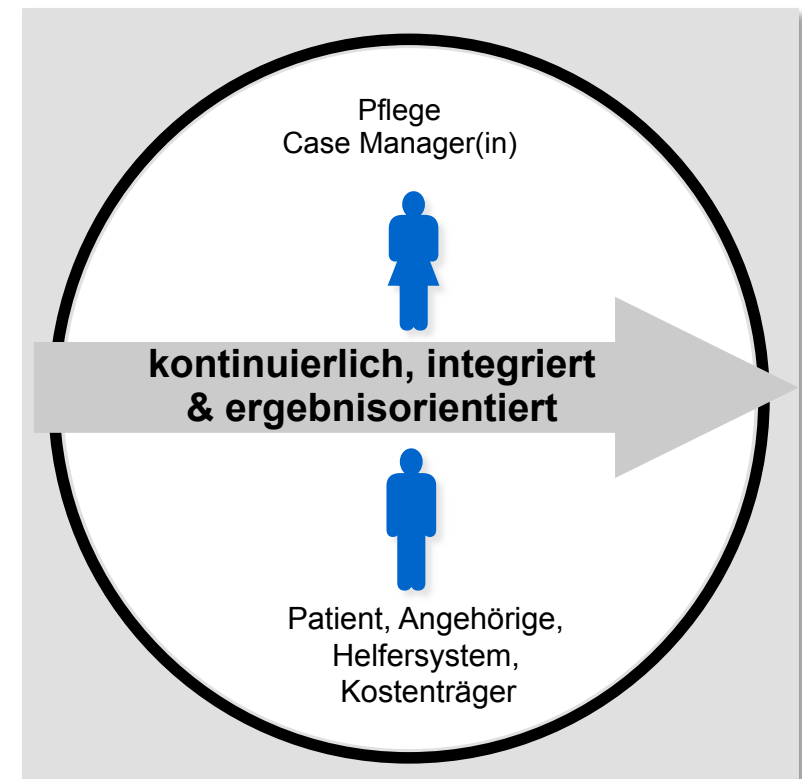 Pflege
Case Manager(in)
kontinuierlich, integriert
& ergebnisorientiert
Patient, Angehörige,
Helfersystem,
Kostenträger